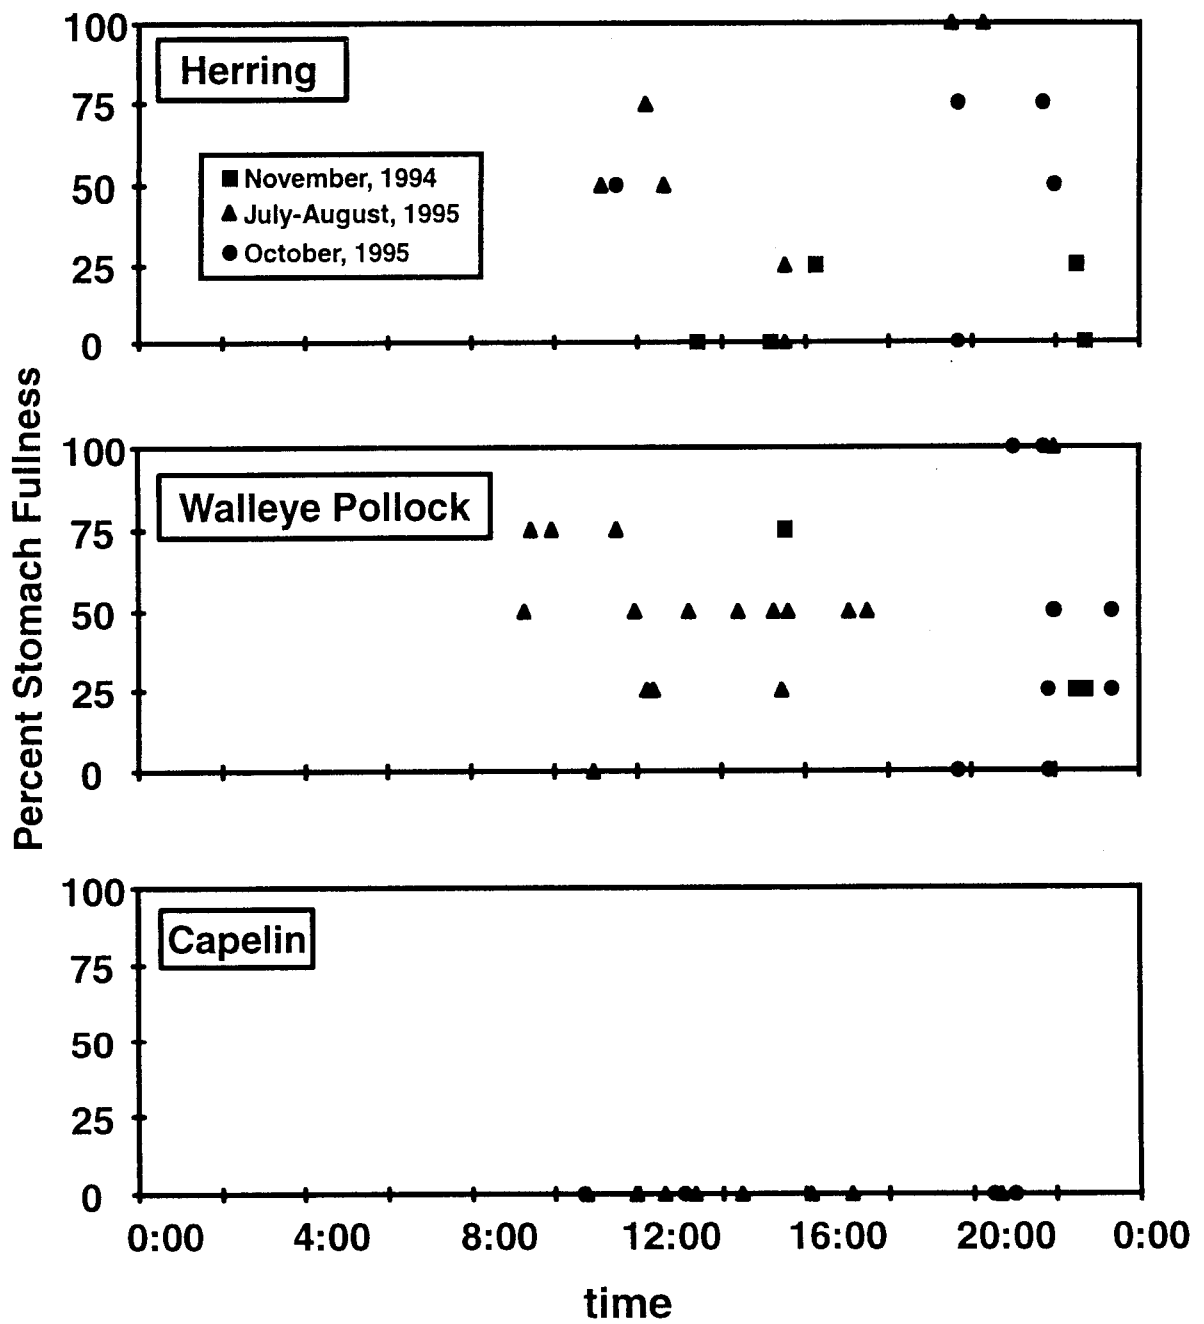 100
Herring
75
November, 1994
50
July-August, 1995
October, 1995
25
0
Percent Stomach Fullness
100
Walleye Pollock
75
50
25
0
100
Capelin
75
50
25
0
0:00 4:00 8:00 12:00 16:00 20:00 0:00
time